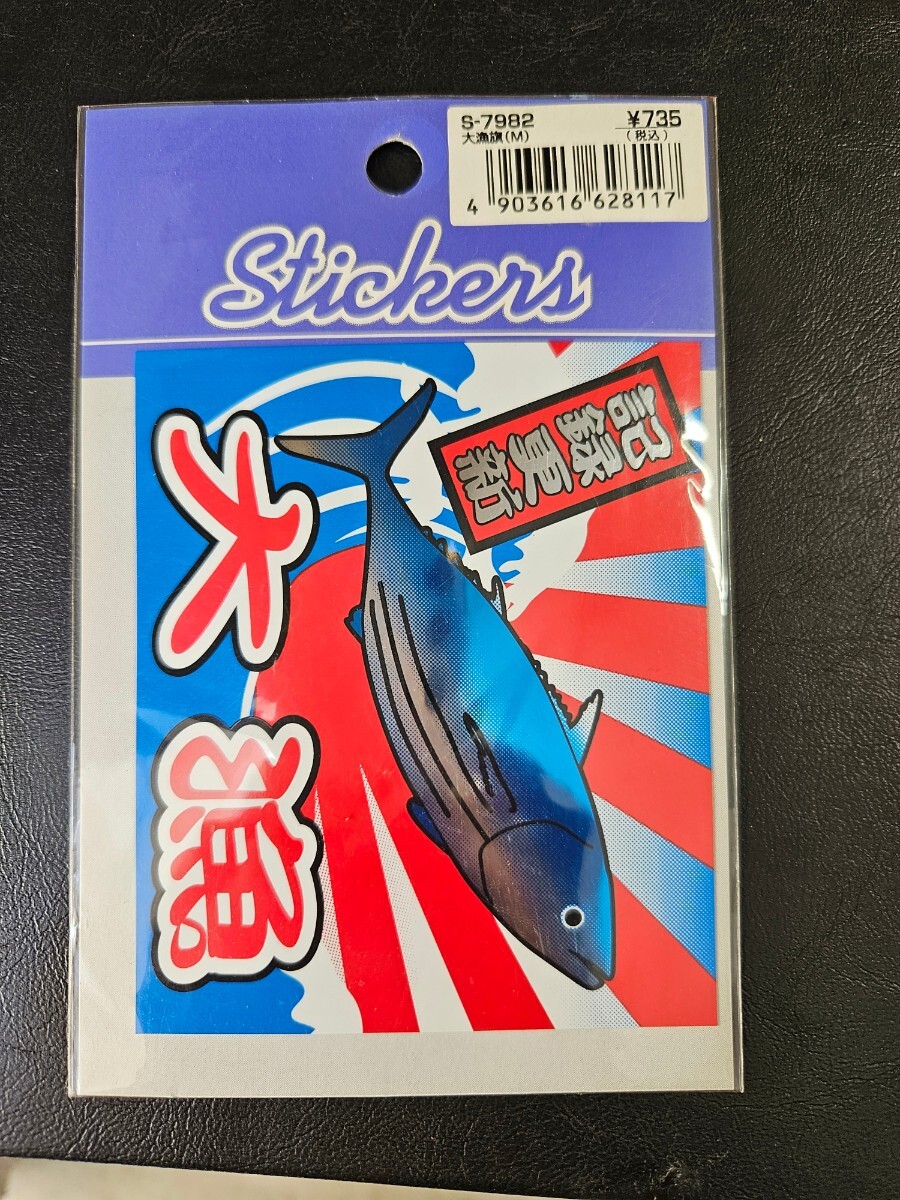 S-7982 ¥735
大漁旗(M) (税込)
4 903616 628117
Stickers
記録更新
大漁